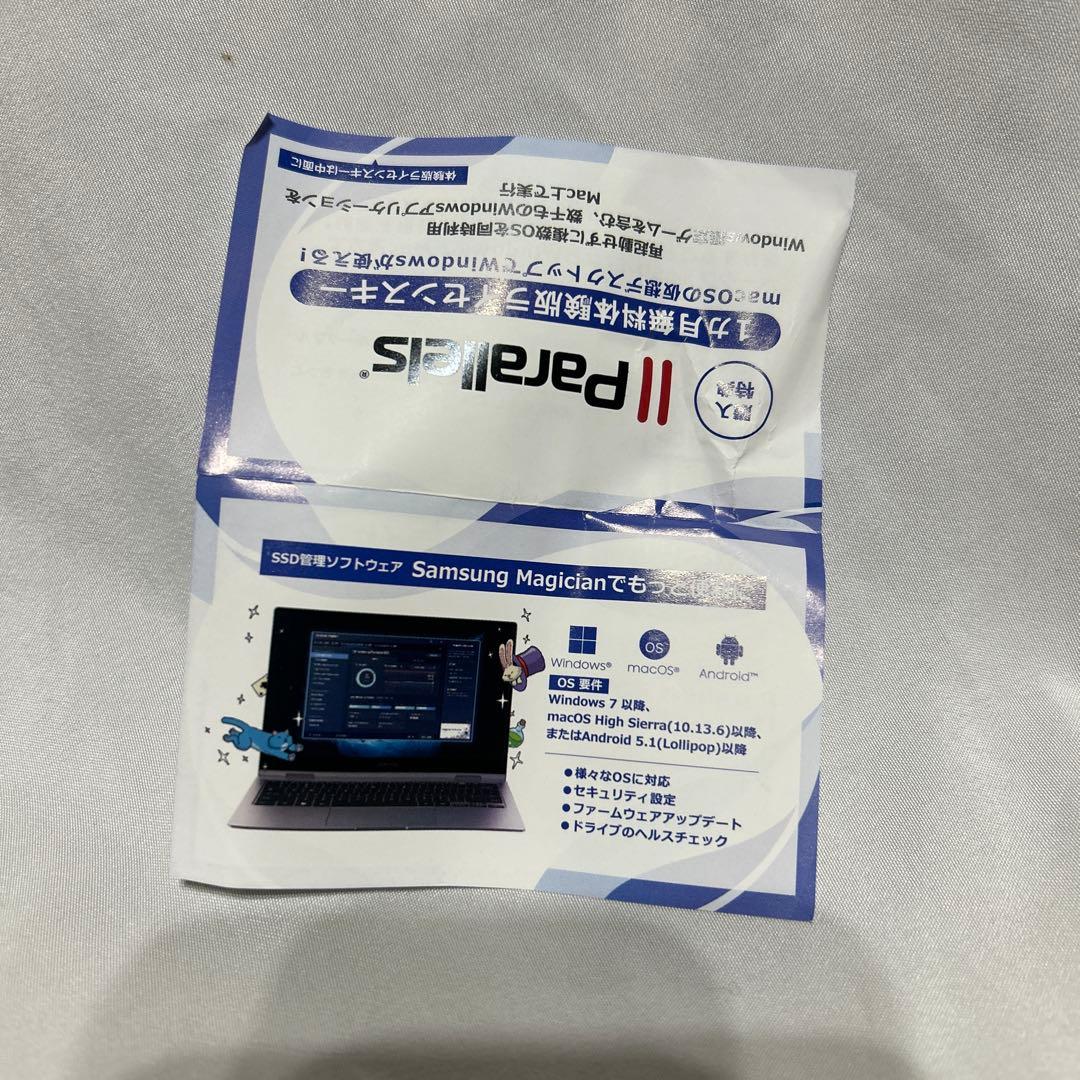 購入
特典
Parallels®
1カ月無料体験版ライセンスキー
macOSの仮想デスクトップでWindowsが使える!
再起動せずに複数OSを同時利用
Windowsゲームを含む、数千ものWindowsアプリケーションを
Mac上で実行
体験版ライセンスキーは中面に
SSD管理ソフトウェア Samsung Magicianでもっと
Windows®
OS
macOS®
Android™
OS 要件
Windows 7 以降、
macOS High Sierra(10.13.6)以降、
またはAndroid 5.1(Lollipop)以降
●様々なOSに対応
●セキュリティ設定
●ファームウェアアップデート
●ドライブのヘルスチェック